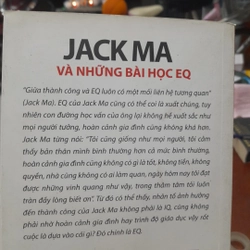 JACK MA
VÀ NHỮNG BÀI HỌC EQ
"Giữa thành công và EQ luôn có một mối liên hệ tương quan"
(Jack Ma). EQ của Jack Ma cũng có thể coi là xuất chúng, tuy
nhiên con đường học vấn của ông lại không hề xuất sắc như
mọi người tưởng, hoàn cảnh gia đình cũng không khá hơn.
Jack Ma từng nói: "Tôi cũng giống như mọi người, tôi cảm
thấy bản thân mình bình thường hơn cả mức bình thường,
hoàn cảnh gia đình cũng không có gì là tốt, không tiền, không
quyền, nhà cũng không có ai làm quan, ngày hôm nay tôi đạt
được những vinh quang như vậy, trong thâm tâm tôi luôn
tràn đầy lòng biết ơn". Từ đó có thể thấy, nhân tố ảnh hưởng
đến thành công của Jack Ma không phải là IQ, cũng không
phải nhờ hoàn cảnh gia đình hay trình độ giáo dục vậy rốt
cuộc là dựa vào cái gì? Đó chính là EQ.